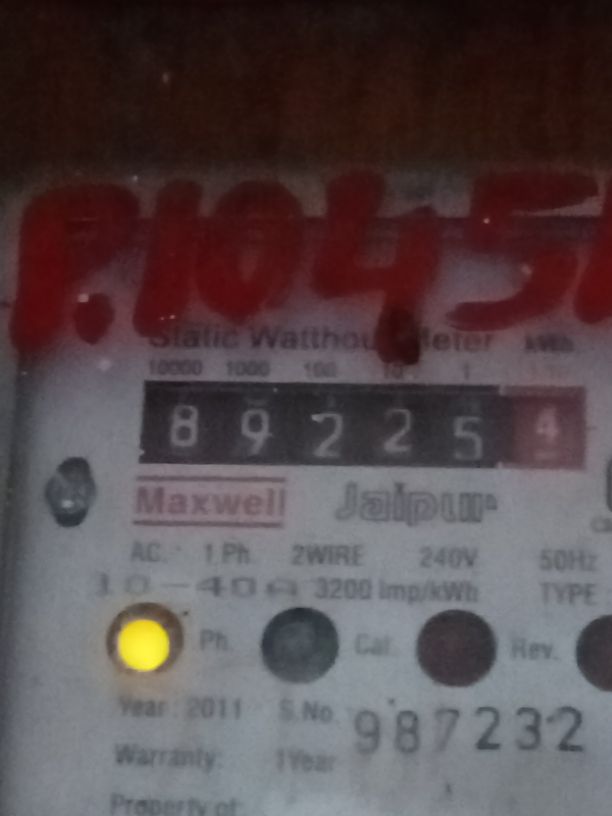 P.1045
Static Watthour Meter kWh
10000 1000 100 10 1
8 9 2 2 5 4
Maxwell Jaipur
AC. 1 Ph. 2WIRE 240V 50Hz
10-40A 3200 imp/kWh TYPE
Ph. Cal. Rev.
Year : 2011 S.No. 987232
Warranty: 1Year
Property of: